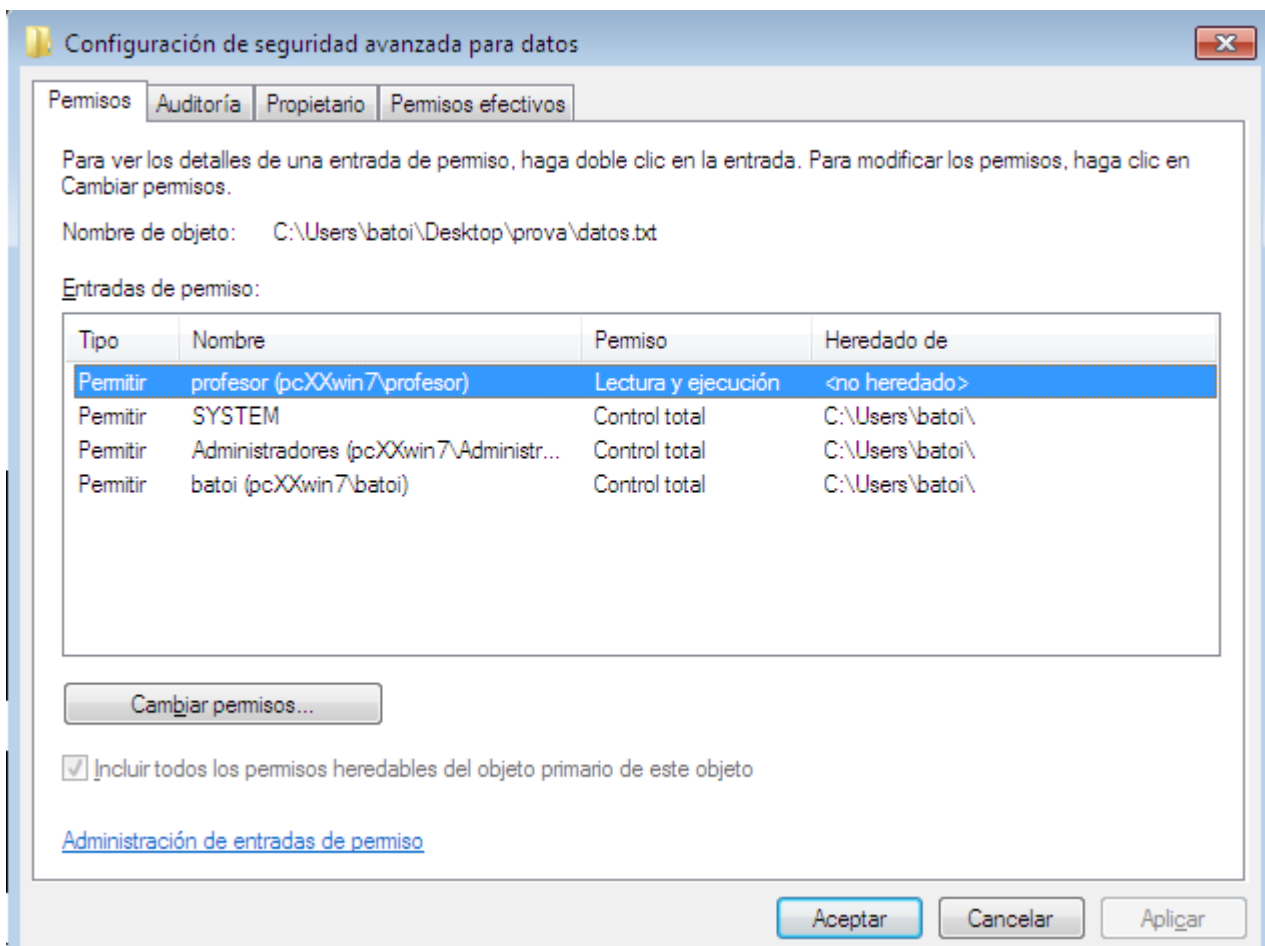 Configuración de seguridad avanzada para datos
Permisos Auditoría Propietario Permisos efectivos
Para ver los detalles de una entrada de permiso, haga doble clic en la entrada. Para modificar los permisos, haga clic en
Cambiar permisos.
Nombre de objeto: C:\Users\batoi\Desktop\prova\datos.txt
Entradas de permiso:
Tipo Nombre Permiso Heredado de
Permitir profesor (pcXXwin7\profesor) Lectura y ejecución <no heredado>
Permitir SYSTEM Control total C:\Users\batoi\
Permitir Administradores (pcXXwin7\Administr... Control total C:\Users\batoi\
Permitir batoi (pcXXwin7\batoi) Control total C:\Users\batoi\
Cambiar permisos...
Incluir todos los permisos heredables del objeto primario de este objeto
Administración de entradas de permiso
Aceptar Cancelar Aplicar